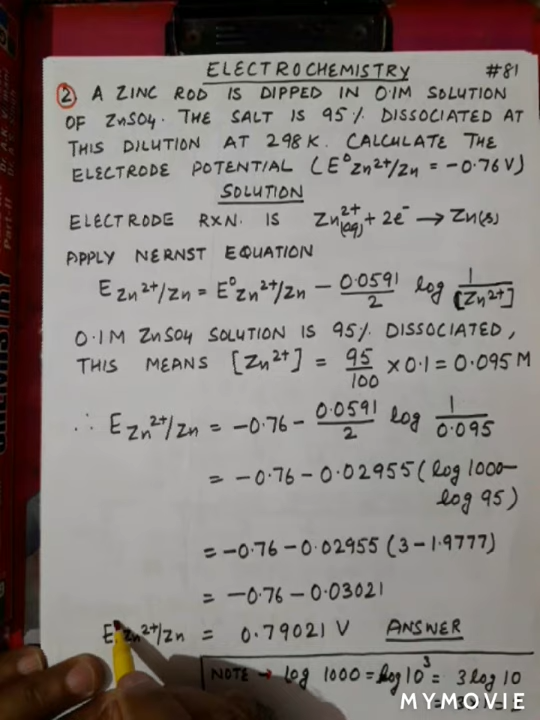 ELECTROCHEMISTRY #81
② A ZINC ROD IS DIPPED IN 0.1M SOLUTION
OF ZnSO4. THE SALT IS 95% DISSOCIATED AT
THIS DILUTION AT 298K. CALCULATE THE
ELECTRODE POTENTIAL (E° Zn²⁺/Zn = -0.76 V)
SOLUTION
ELECTRODE RXN. IS Zn²⁺(aq) + 2e⁻ → Zn(s)
APPLY NERNST EQUATION
E Zn²⁺/Zn = E° Zn²⁺/Zn - 0.0591/2 log 1/[Zn²⁺]
0.1M ZnSO4 SOLUTION IS 95% DISSOCIATED,
THIS MEANS [Zn²⁺] = 95/100 × 0.1 = 0.095 M
∴ E Zn²⁺/Zn = -0.76 - 0.0591/2 log 1/0.095
= -0.76 - 0.02955 (log 1000-
log 95)
= -0.76 - 0.02955 (3 - 1.9777)
= -0.76 - 0.03021
E Zn²⁺/Zn = 0.79021 V ANSWER
NOTE → log 1000 = log 10³ = 3 log 10
MYMOVIE